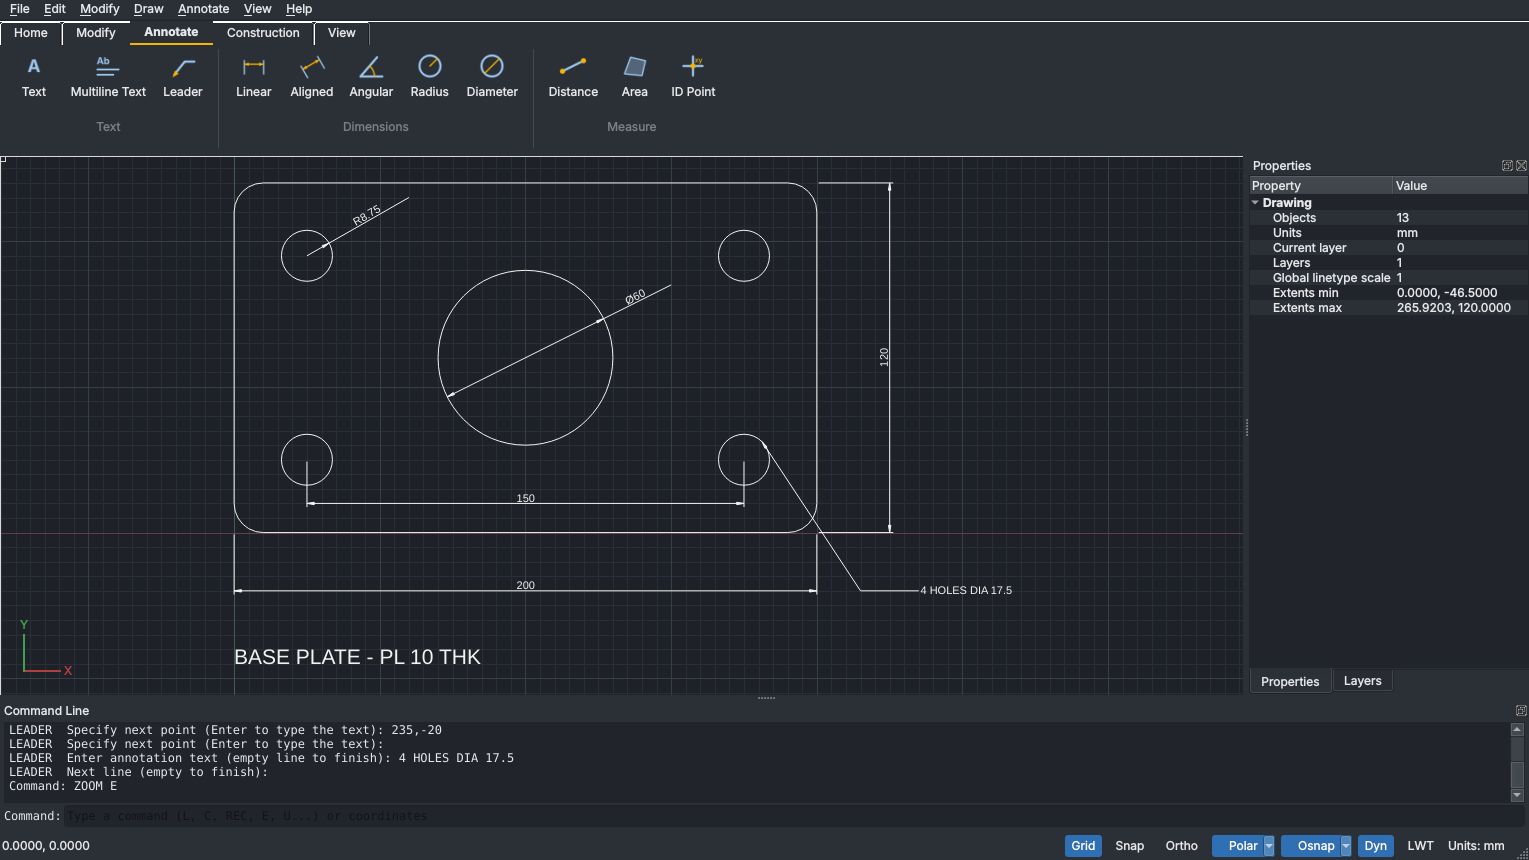 File Edit Modify Draw Annotate View Help
Home Modify Annotate Construction View
A Ab xy
Text Multiline Text Leader Linear Aligned Angular Radius Diameter Distance Area ID Point
Text Dimensions Measure
Properties
Property Value
Drawing
Objects 13
Units mm
Current layer 0
Layers 1
Global linetype scale 1
Extents min 0.0000, -46.5000
Extents max 265.9203, 120.0000
R8.75
Ø60
120
150
200
4 HOLES DIA 17.5
BASE PLATE - PL 10 THK
Y
X
Properties Layers
Command Line
LEADER  Specify next point (Enter to type the text): 235,-20
LEADER  Specify next point (Enter to type the text):
LEADER  Enter annotation text (empty line to finish): 4 HOLES DIA 17.5
LEADER  Next line (empty to finish):
Command: ZOOM E
Command: Type a command (L, C, REC, E, U...) or coordinates
0.0000, 0.0000 Grid Snap Ortho Polar Osnap Dyn LWT Units: mm